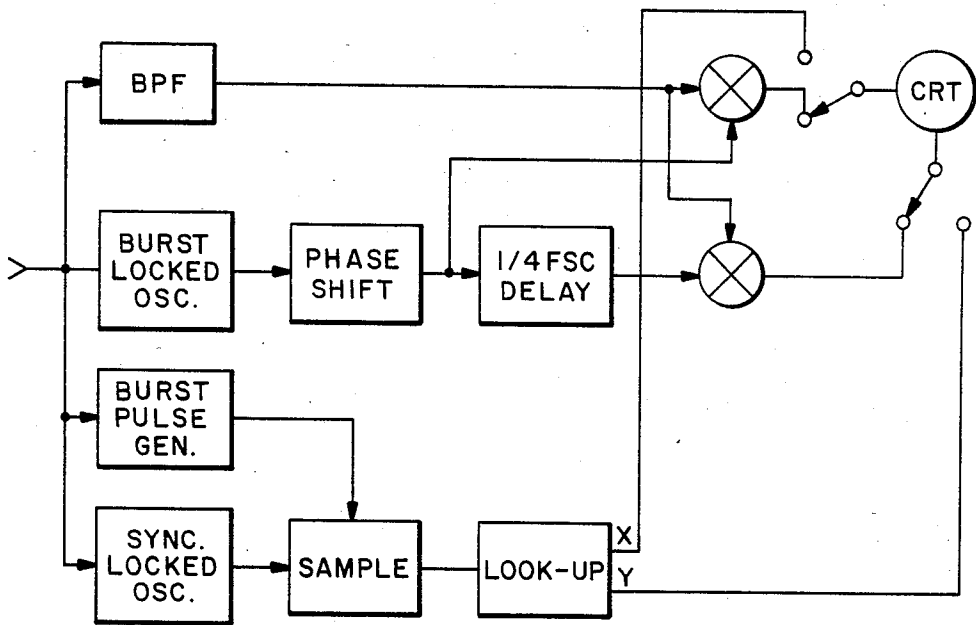 BPF
CRT
BURST
LOCKED
OSC.
PHASE
SHIFT
1/4 FSC
DELAY
BURST
PULSE
GEN.
SYNC.
LOCKED
OSC.
SAMPLE
LOOK-UP
X
Y